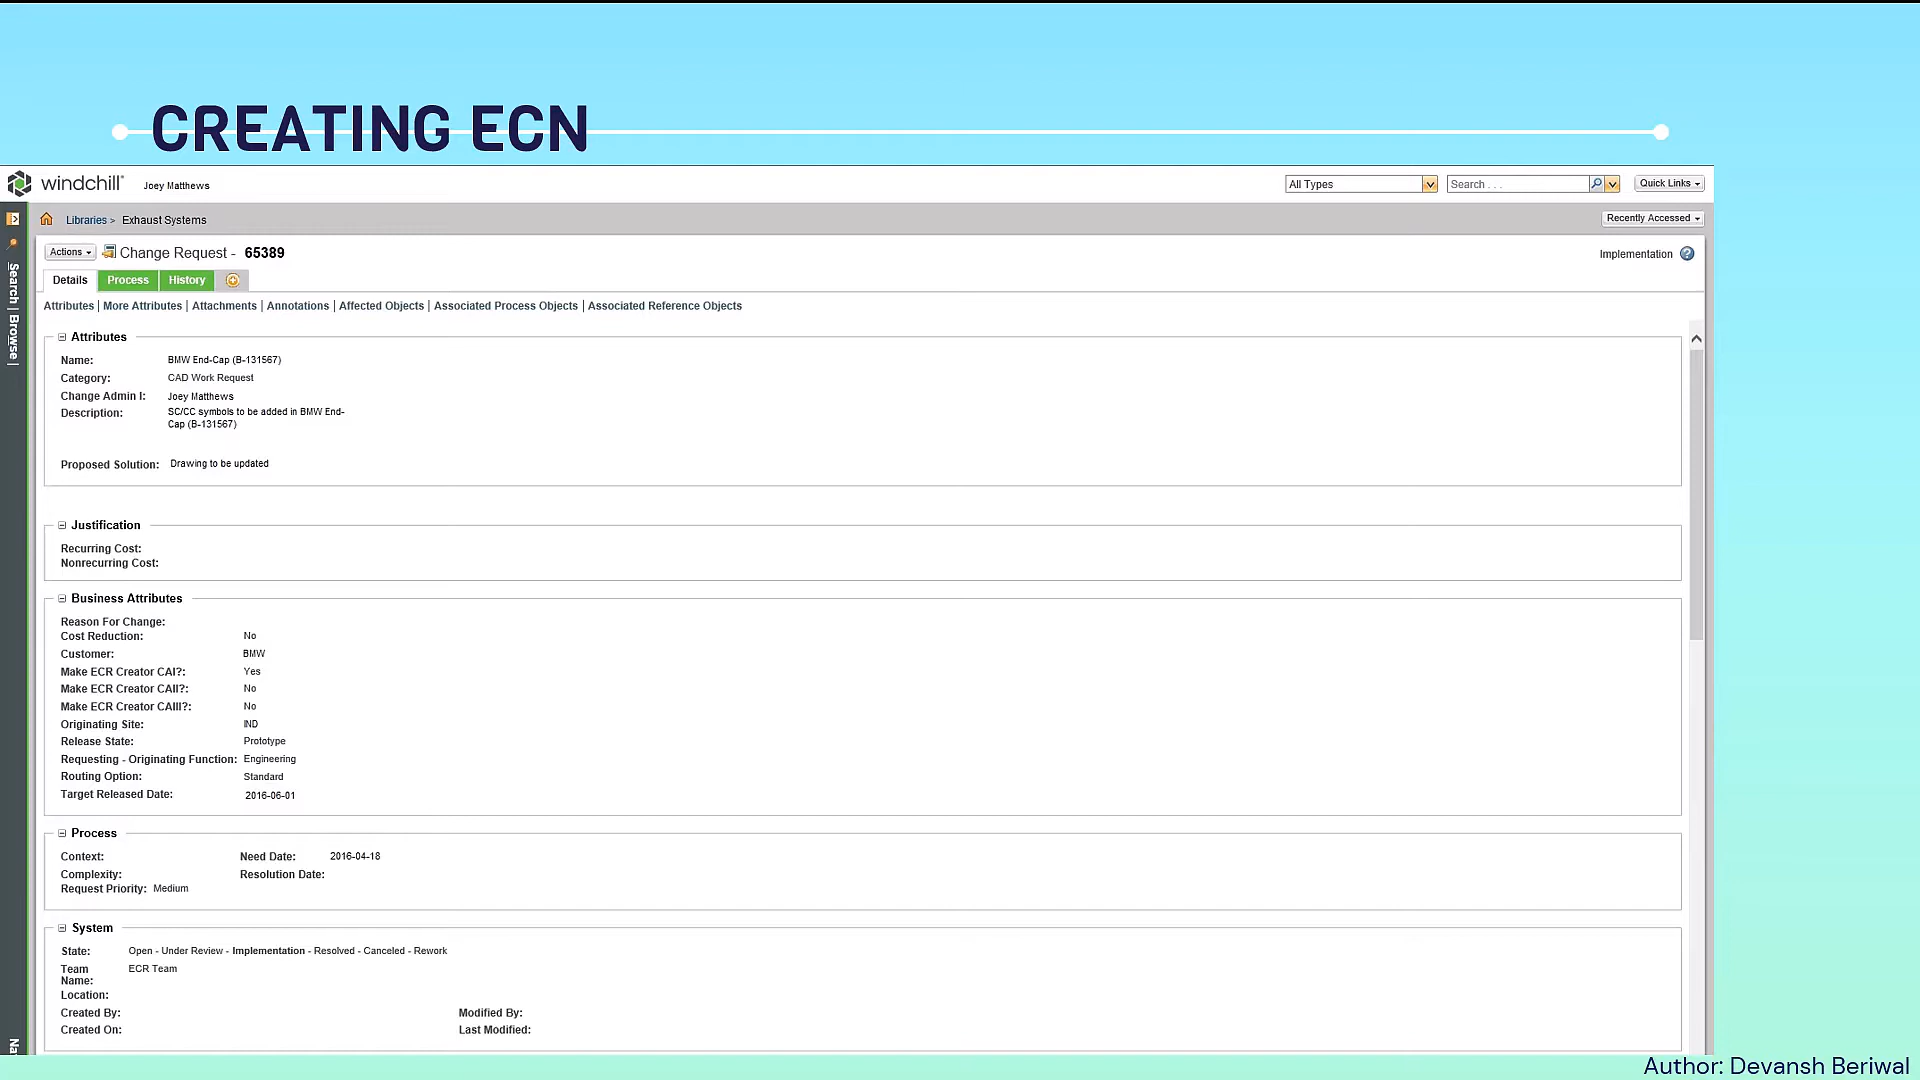 CREATING ECN
windchill
Joey Matthews
All Types
Search . . .
Quick Links
Libraries > Exhaust Systems
Recently Accessed
Actions
Change Request - 65389
Implementation
Details
Process
History
Attributes | More Attributes | Attachments | Annotations | Affected Objects | Associated Process Objects | Associated Reference Objects
Search | Browse |
Attributes
Name: BMW End-Cap (B-131567)
Category: CAD Work Request
Change Admin I: Joey Matthews
Description: SC/CC symbols to be added in BMW End-
Cap (B-131567)
Proposed Solution: Drawing to be updated
Justification
Recurring Cost:
Nonrecurring Cost:
Business Attributes
Reason For Change:
Cost Reduction: No
Customer: BMW
Make ECR Creator CAI?: Yes
Make ECR Creator CAII?: No
Make ECR Creator CAIII?: No
Originating Site: IND
Release State: Prototype
Requesting - Originating Function: Engineering
Routing Option: Standard
Target Released Date: 2016-06-01
Process
Context: Need Date: 2016-04-18
Complexity: Resolution Date:
Request Priority: Medium
System
State: Open - Under Review - Implementation - Resolved - Canceled - Rework
Team ECR Team
Name:
Location:
Created By: Modified By:
Created On: Last Modified:
Author: Devansh Beriwal